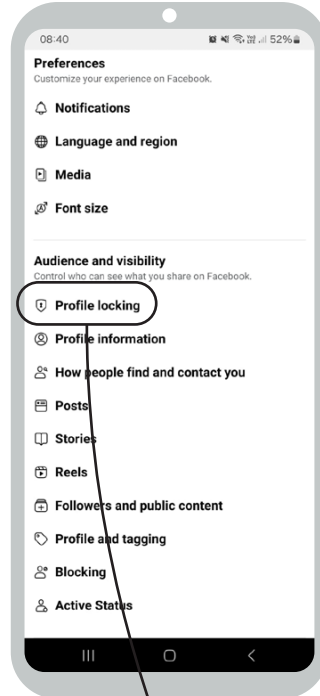 08:40
52%
Preferences
Customize your experience on Facebook.
Notifications
Language and region
Media
Font size
Audience and visibility
Control who can see what you share on Facebook.
Profile locking
Profile information
How people find and contact you
Posts
Stories
Reels
Followers and public content
Profile and tagging
Blocking
Active Status